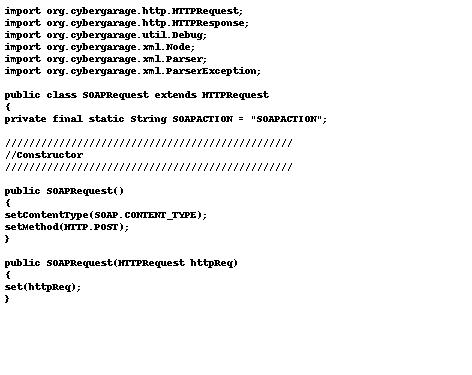 import org.cybergarage.http.HTTPRequest;
import org.cybergarage.http.HTTPResponse;
import org.cybergarage.util.Debug;
import org.cybergarage.xml.Node;
import org.cybergarage.xml.Parser;
import org.cybergarage.xml.ParserException;
public class SOAPRequest extends HTTPRequest
{
private final static String SOAPACTION = "SOAPACTION";
////////////////////////////////////////////////
//Constructor
////////////////////////////////////////////////
public SOAPRequest()
{
setContentType(SOAP.CONTENT_TYPE);
setMethod(HTTP.POST);
}
public SOAPRequest(HTTPRequest httpReq)
{
set(httpReq);
}